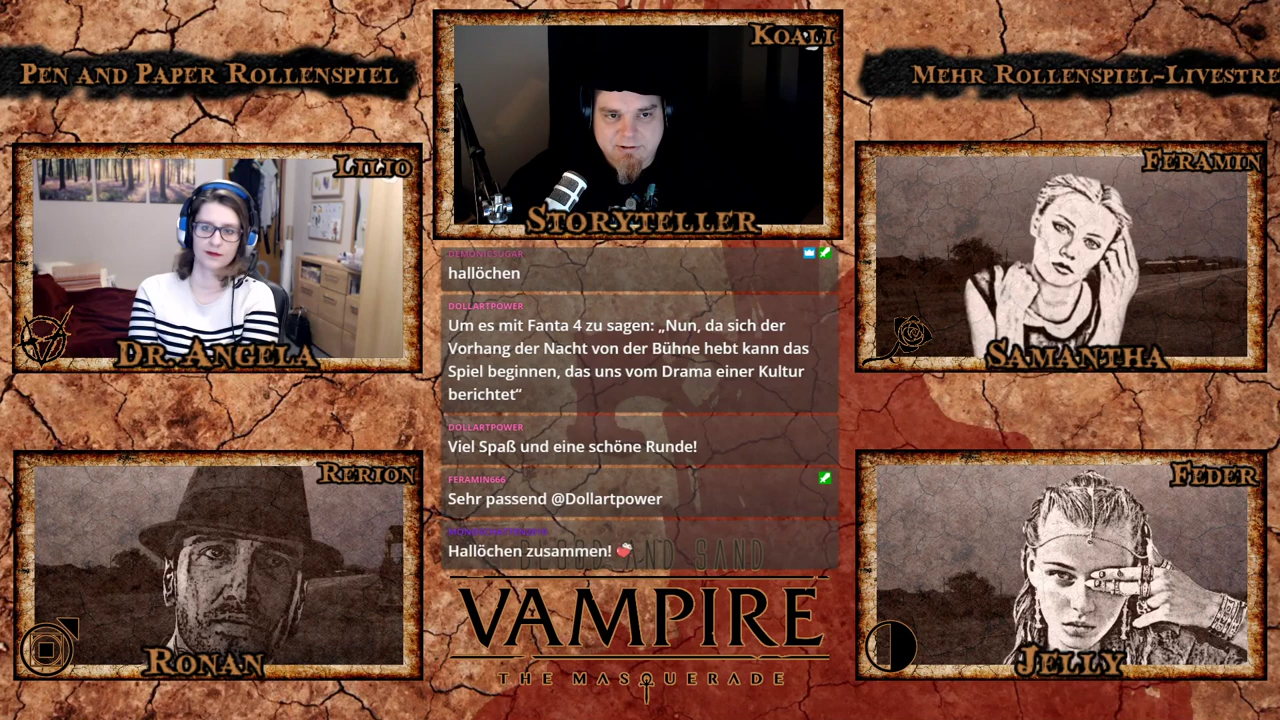 Koali
Pen and Paper Rollenspiel
Mehr Rollenspiel-Livestre
Lilio
Feramin
Storyteller
Dr. Angela
Samantha
DEMONICSUGAR
hallöchen
DOLLARTPOWER
Um es mit Fanta 4 zu sagen: „Nun, da sich der
Vorhang der Nacht von der Bühne hebt kann das
Spiel beginnen, das uns vom Drama einer Kultur
berichtet“
DOLLARTPOWER
Viel Spaß und eine schöne Runde!
FERAMIN666
Sehr passend @Dollartpower
Hallöchen zusammen! 💝
BLOOD AND SAND
VAMPIRE
THE MASQUERADE
Rerion
Feder
Ronan
Jelly